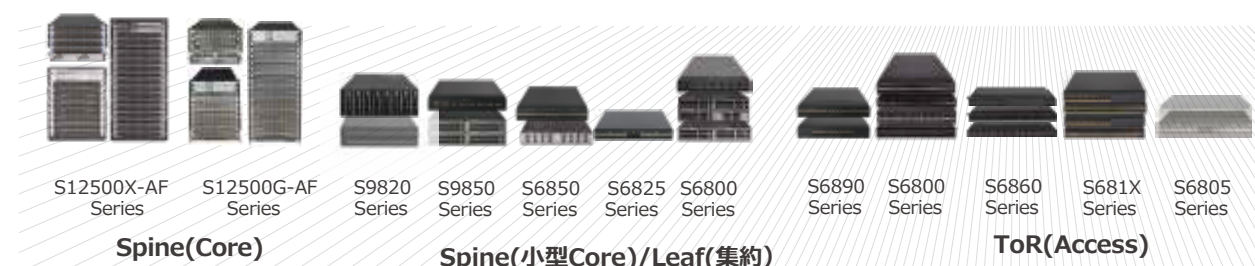 S12500X-AF
Series
S12500G-AF
Series
S9820
Series
S9850
Series
S6850
Series
S6825
Series
S6800
Series
S6890
Series
S6800
Series
S6860
Series
S681X
Series
S6805
Series
Spine(Core)
Spine(小型Core)/Leaf(集約)
ToR(Access)